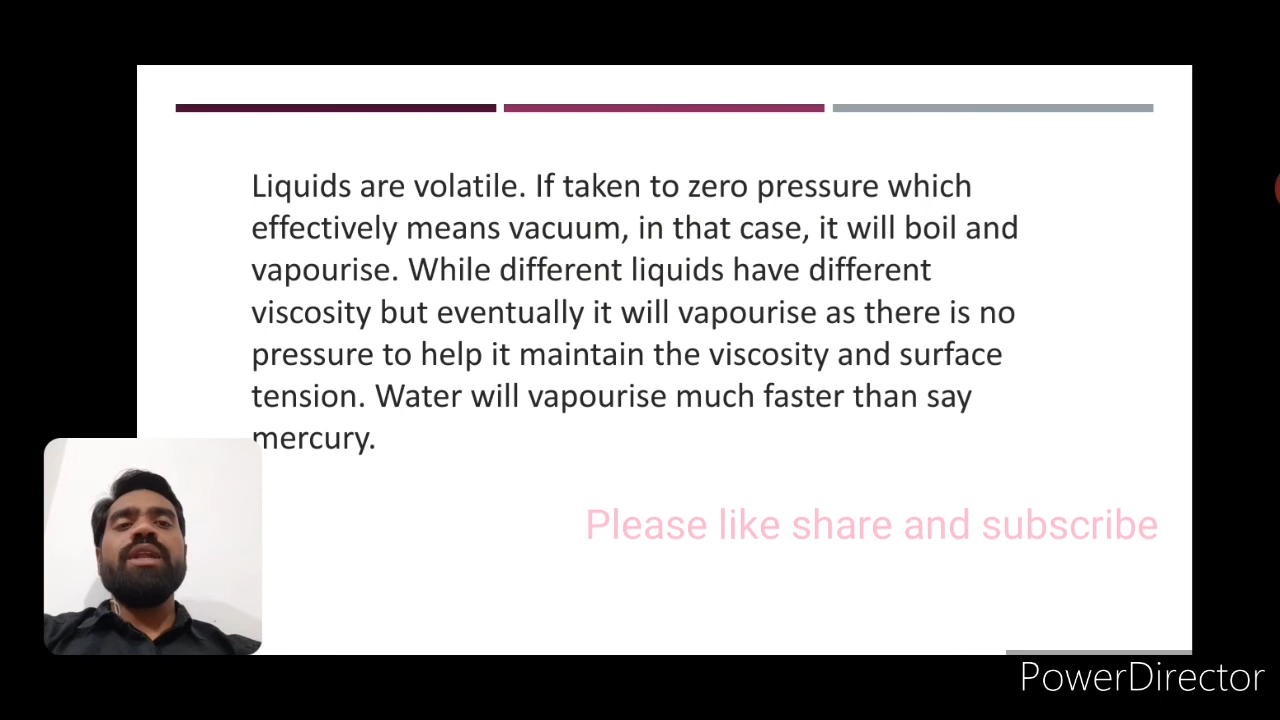 Liquids are volatile. If taken to zero pressure which
effectively means vacuum, in that case, it will boil and
vapourise. While different liquids have different
viscosity but eventually it will vapourise as there is no
pressure to help it maintain the viscosity and surface
tension. Water will vapourise much faster than say
mercury.
Please like share and subscribe
PowerDirector